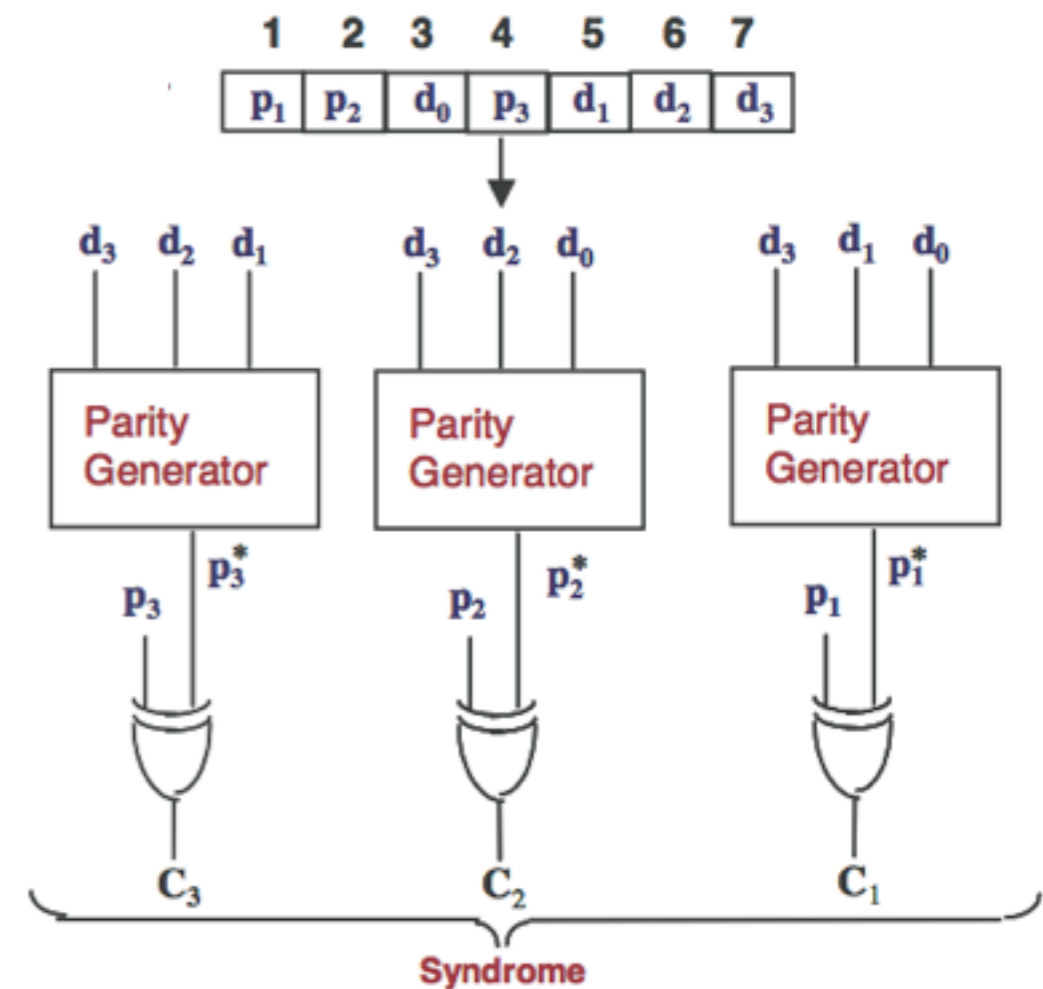 1 2 3 4 5 6 7
p₁ p₂ d₀ p₃ d₁ d₂ d₃
d₃ d₂ d₁ d₃ d₂ d₀ d₃ d₁ d₀
Parity Parity Parity
Generator Generator Generator
p₃* p₂* p₁*
p₃ p₂ p₁
C₃ C₂ C₁
Syndrome